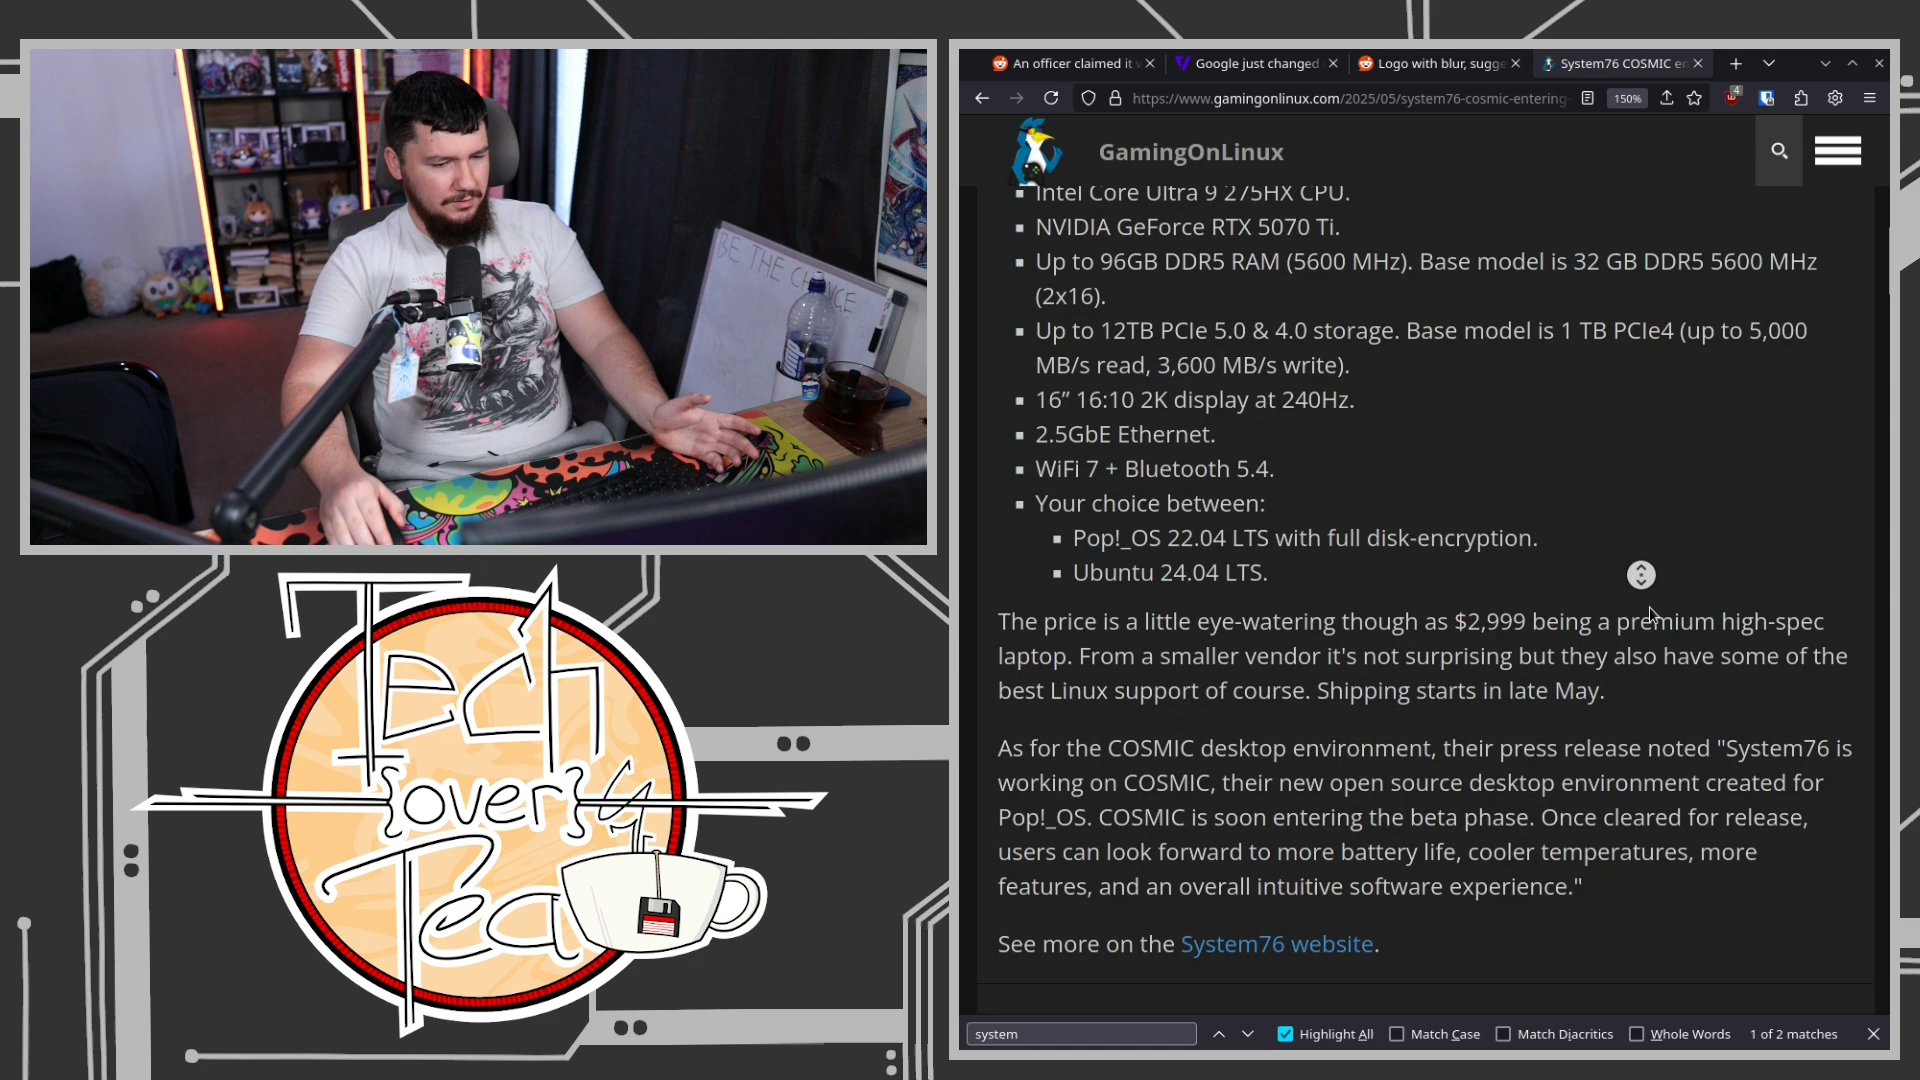 BE THE CHANGE
Tech
{over}
Tea
An officer claimed it w
Google just changed
Logo with blur, sugge
System76 COSMIC en
https://www.gamingonlinux.com/2025/05/system76-cosmic-entering-
150%
4
GamingOnLinux
Intel Core Ultra 9 275HX CPU.
NVIDIA GeForce RTX 5070 Ti.
Up to 96GB DDR5 RAM (5600 MHz). Base model is 32 GB DDR5 5600 MHz
(2x16).
Up to 12TB PCIe 5.0 & 4.0 storage. Base model is 1 TB PCIe4 (up to 5,000
MB/s read, 3,600 MB/s write).
16” 16:10 2K display at 240Hz.
2.5GbE Ethernet.
WiFi 7 + Bluetooth 5.4.
Your choice between:
Pop!_OS 22.04 LTS with full disk-encryption.
Ubuntu 24.04 LTS.
The price is a little eye-watering though as $2,999 being a premium high-spec
laptop. From a smaller vendor it's not surprising but they also have some of the
best Linux support of course. Shipping starts in late May.
As for the COSMIC desktop environment, their press release noted "System76 is
working on COSMIC, their new open source desktop environment created for
Pop!_OS. COSMIC is soon entering the beta phase. Once cleared for release,
users can look forward to more battery life, cooler temperatures, more
features, and an overall intuitive software experience."
See more on the System76 website.
system
Highlight All
Match Case
Match Diacritics
Whole Words
1 of 2 matches